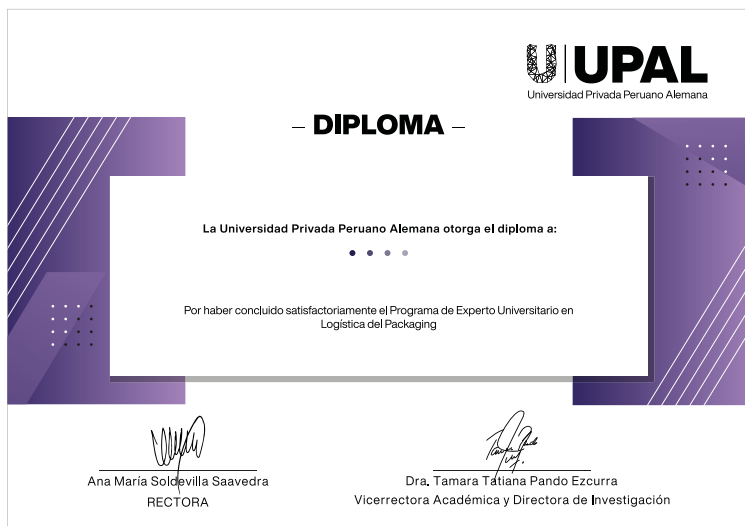 UPAL
Universidad Privada Peruano Alemana
– DIPLOMA –
La Universidad Privada Peruano Alemana otorga el diploma a:
Por haber concluido satisfactoriamente el Programa de Experto Universitario en
Logística del Packaging
Ana María Soldevilla Saavedra
RECTORA
Dra. Tamara Tatiana Pando Ezcurra
Vicerrectora Académica y Directora de Investigación